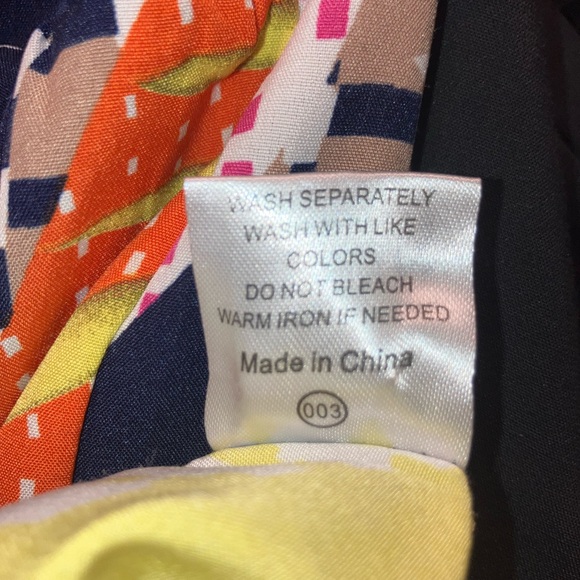 WASH SEPARATELY
WASH WITH LIKE
COLORS
DO NOT BLEACH
WARM IRON IF NEEDED
Made in China
003